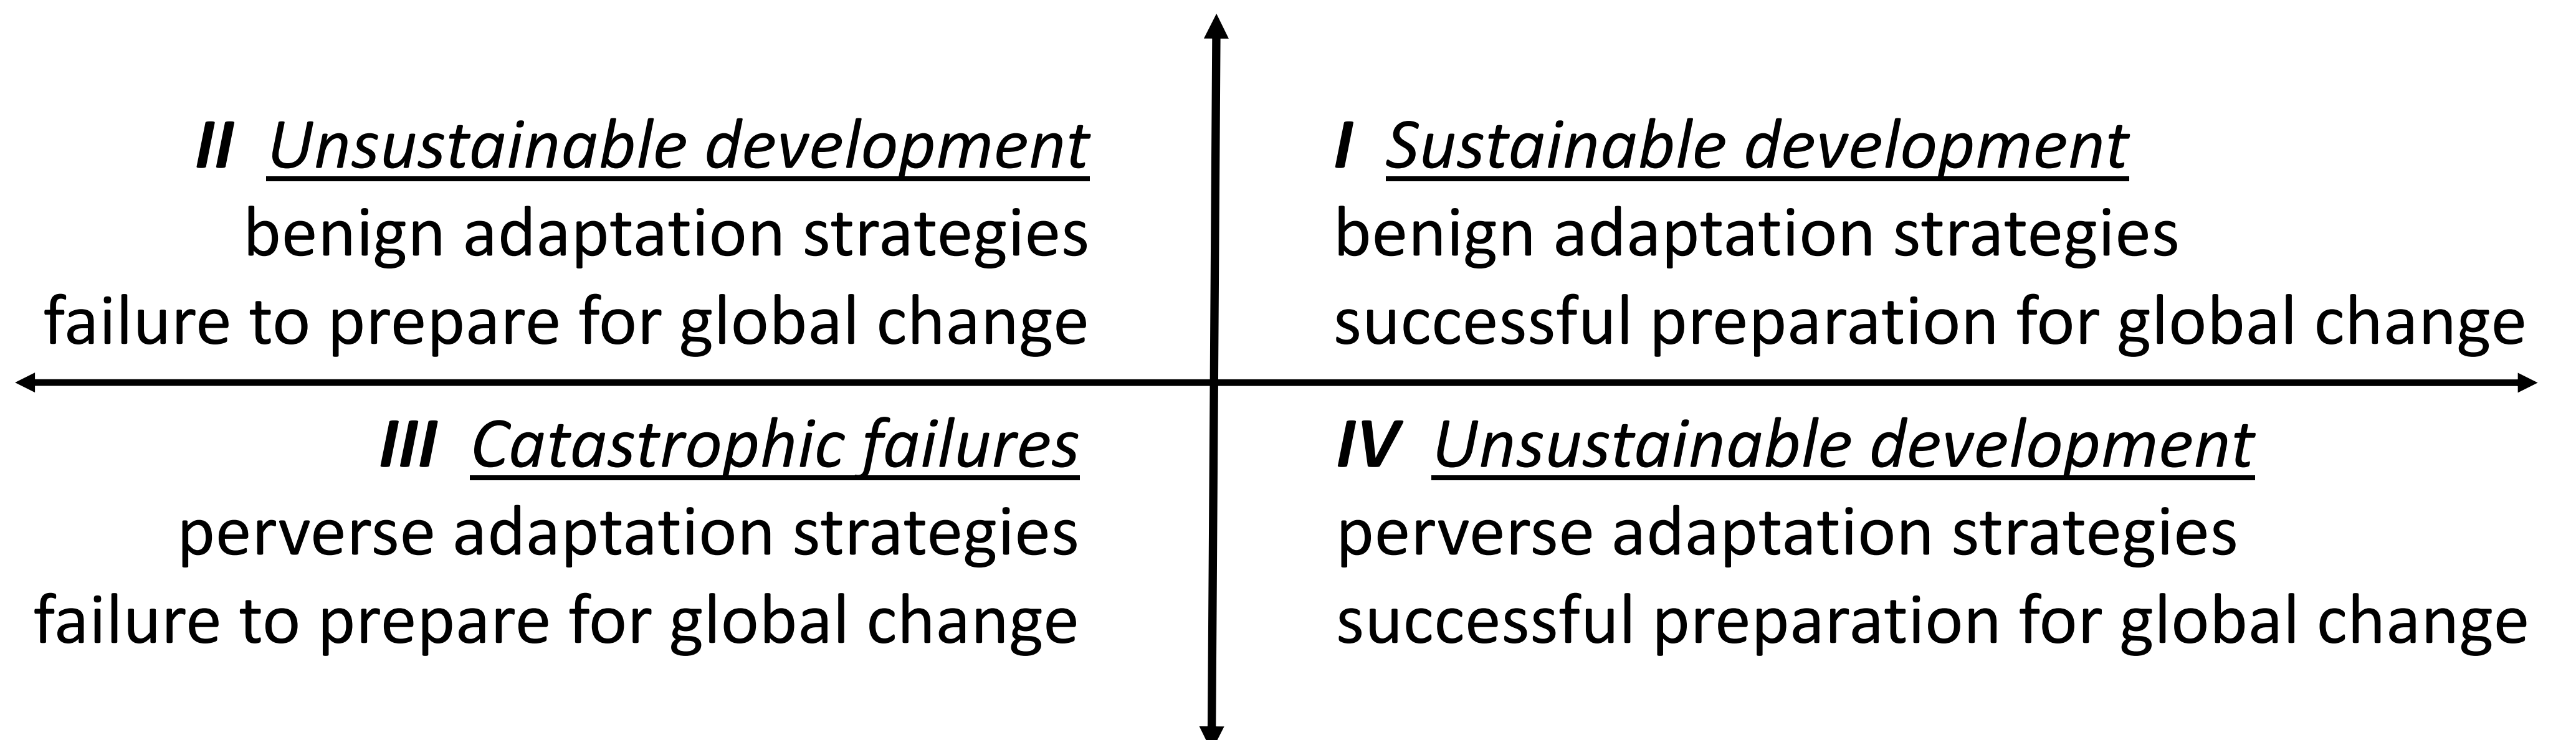 II Unsustainable development
benign adaptation strategies
failure to prepare for global change
I Sustainable development
benign adaptation strategies
successful preparation for global change
III Catastrophic failures
perverse adaptation strategies
failure to prepare for global change
IV Unsustainable development
perverse adaptation strategies
successful preparation for global change